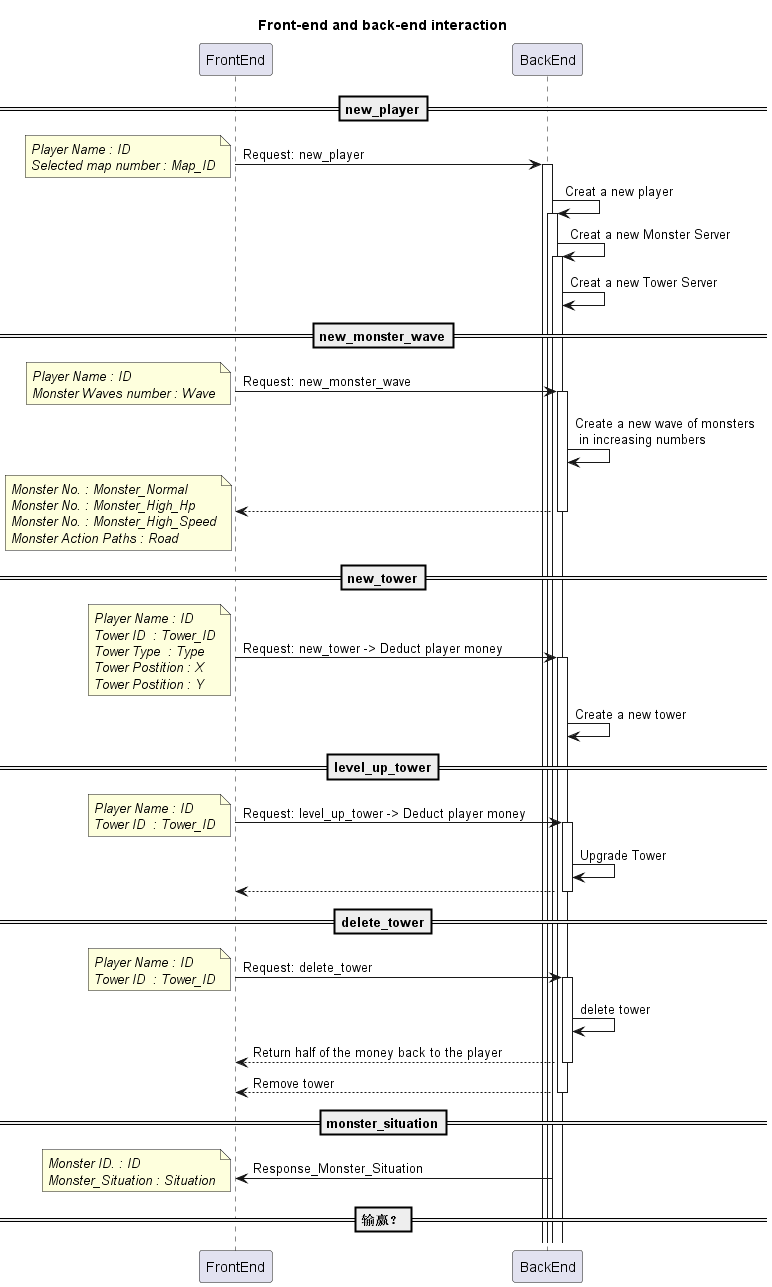 Front-end and back-end interaction
FrontEnd
BackEnd
new_player
Player Name : ID
Selected map number : Map_ID
Request: new_player
Creat a new player
Creat a new Monster Server
Creat a new Tower Server
new_monster_wave
Player Name : ID
Monster Waves number : Wave
Request: new_monster_wave
Create a new wave of monsters
in increasing numbers
Monster No. : Monster_Normal
Monster No. : Monster_High_Hp
Monster No. : Monster_High_Speed
Monster Action Paths : Road
new_tower
Player Name : ID
Tower ID : Tower_ID
Tower Type : Type
Tower Postition : X
Tower Postition : Y
Request: new_tower -> Deduct player money
Create a new tower
level_up_tower
Player Name : ID
Tower ID : Tower_ID
Request: level_up_tower -> Deduct player money
Upgrade Tower
delete_tower
Player Name : ID
Tower ID : Tower_ID
Request: delete_tower
delete tower
Return half of the money back to the player
Remove tower
monster_situation
Monster ID. : ID
Monster_Situation : Situation
Response_Monster_Situation
输赢？
FrontEnd
BackEnd